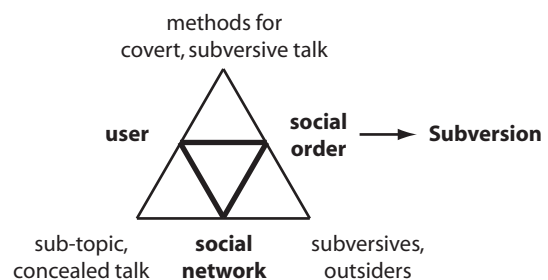 methods for
covert, subversive talk
user
social
order
Subversion
sub-topic,
concealed talk
social
network
subversives,
outsiders